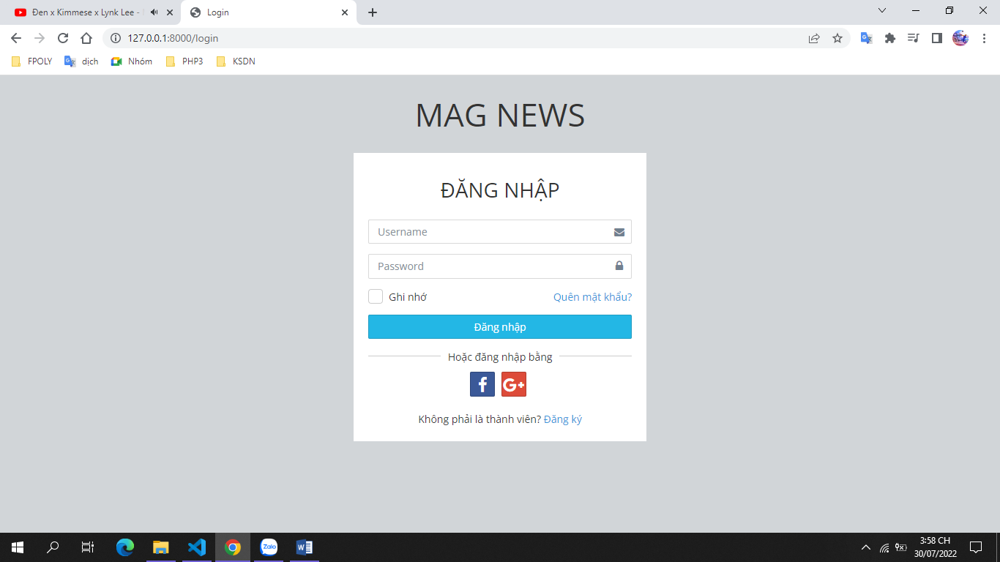 Đen x Kimmese x Lynk Lee -
Login
127.0.0.1:8000/login
FPOLY
dịch
Nhóm
PHP3
KSDN
MAG NEWS
ĐĂNG NHẬP
Username
Password
Ghi nhớ
Quên mật khẩu?
Đăng nhập
Hoặc đăng nhập bằng
f
G+
Không phải là thành viên? Đăng ký
Zalo
3:58 CH
30/07/2022